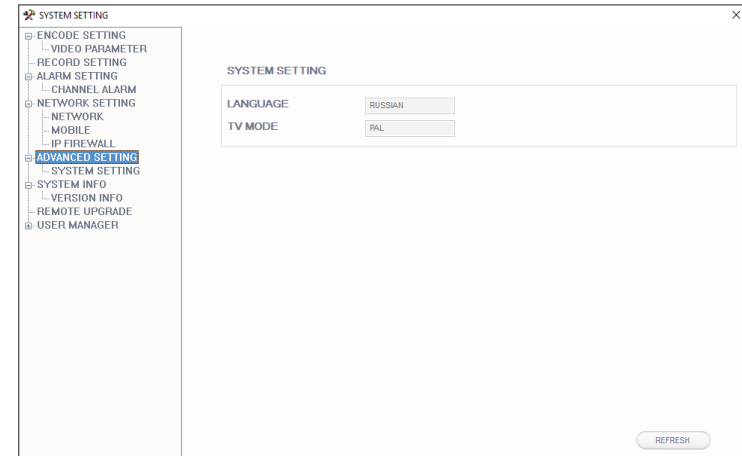 SYSTEM SETTING
ENCODE SETTING
VIDEO PARAMETER
RECORD SETTING
ALARM SETTING
CHANNEL ALARM
NETWORK SETTING
NETWORK
MOBILE
IP FIREWALL
ADVANCED SETTING
SYSTEM SETTING
SYSTEM INFO
VERSION INFO
REMOTE UPGRADE
USER MANAGER
SYSTEM SETTING
LANGUAGE RUSSIAN
TV MODE PAL
REFRESH